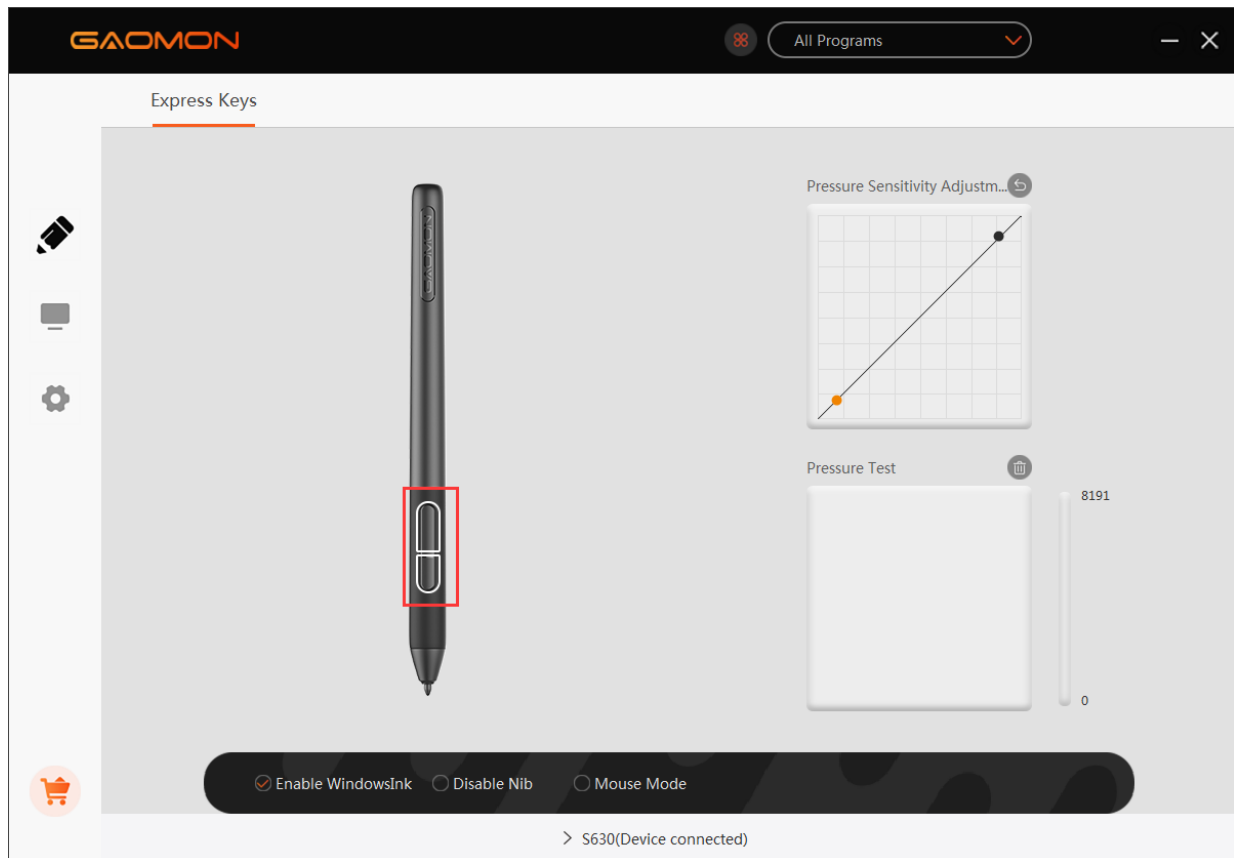 GAOMON
All Programs
Express Keys
GAOMON
Pressure Sensitivity Adjustm...
Pressure Test
8191
0
Enable WindowsInk
Disable Nib
Mouse Mode
S630(Device connected)